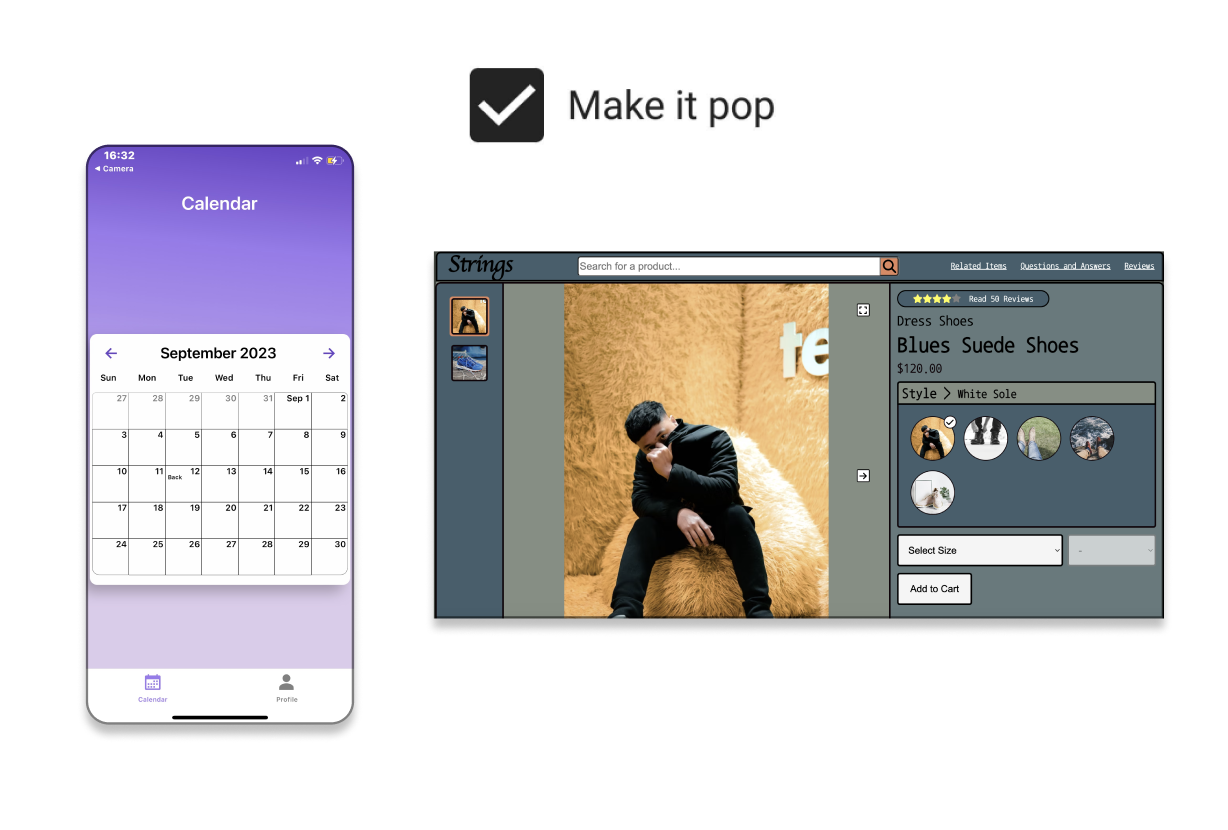 Make it pop
16:32
◀ Camera
Calendar
September 2023
Sun Mon Tue Wed Thu Fri Sat
27 28 29 30 31 Sep 1 2
3 4 5 6 7 8 9
10 11 12 13 14 15 16
Back
17 18 19 20 21 22 23
24 25 26 27 28 29 30
Calendar Profile
Strings Search for a product... Related Items Questions and Answers Reviews
te
Read 50 Reviews
Dress Shoes
Blues Suede Shoes
$120.00
Style > White Sole
Select Size -
Add to Cart